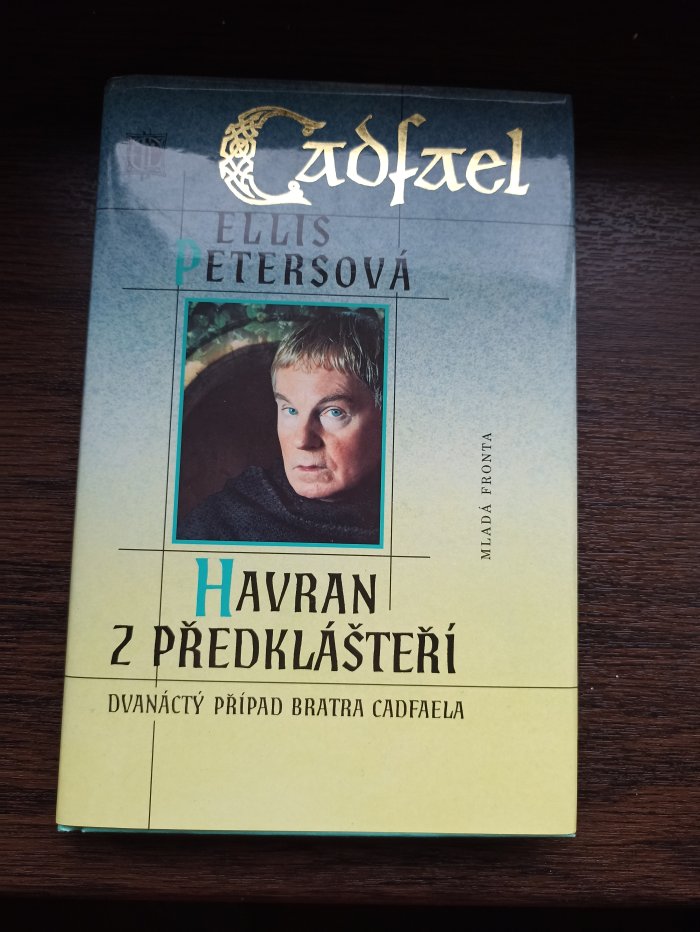 Cadfael
ELLIS
PETERSOVÁ
MLADÁ FRONTA
HAVRAN
Z PŘEDKLÁŠTEŘÍ
DVANÁCTÝ PŘÍPAD BRATRA CADFAELA